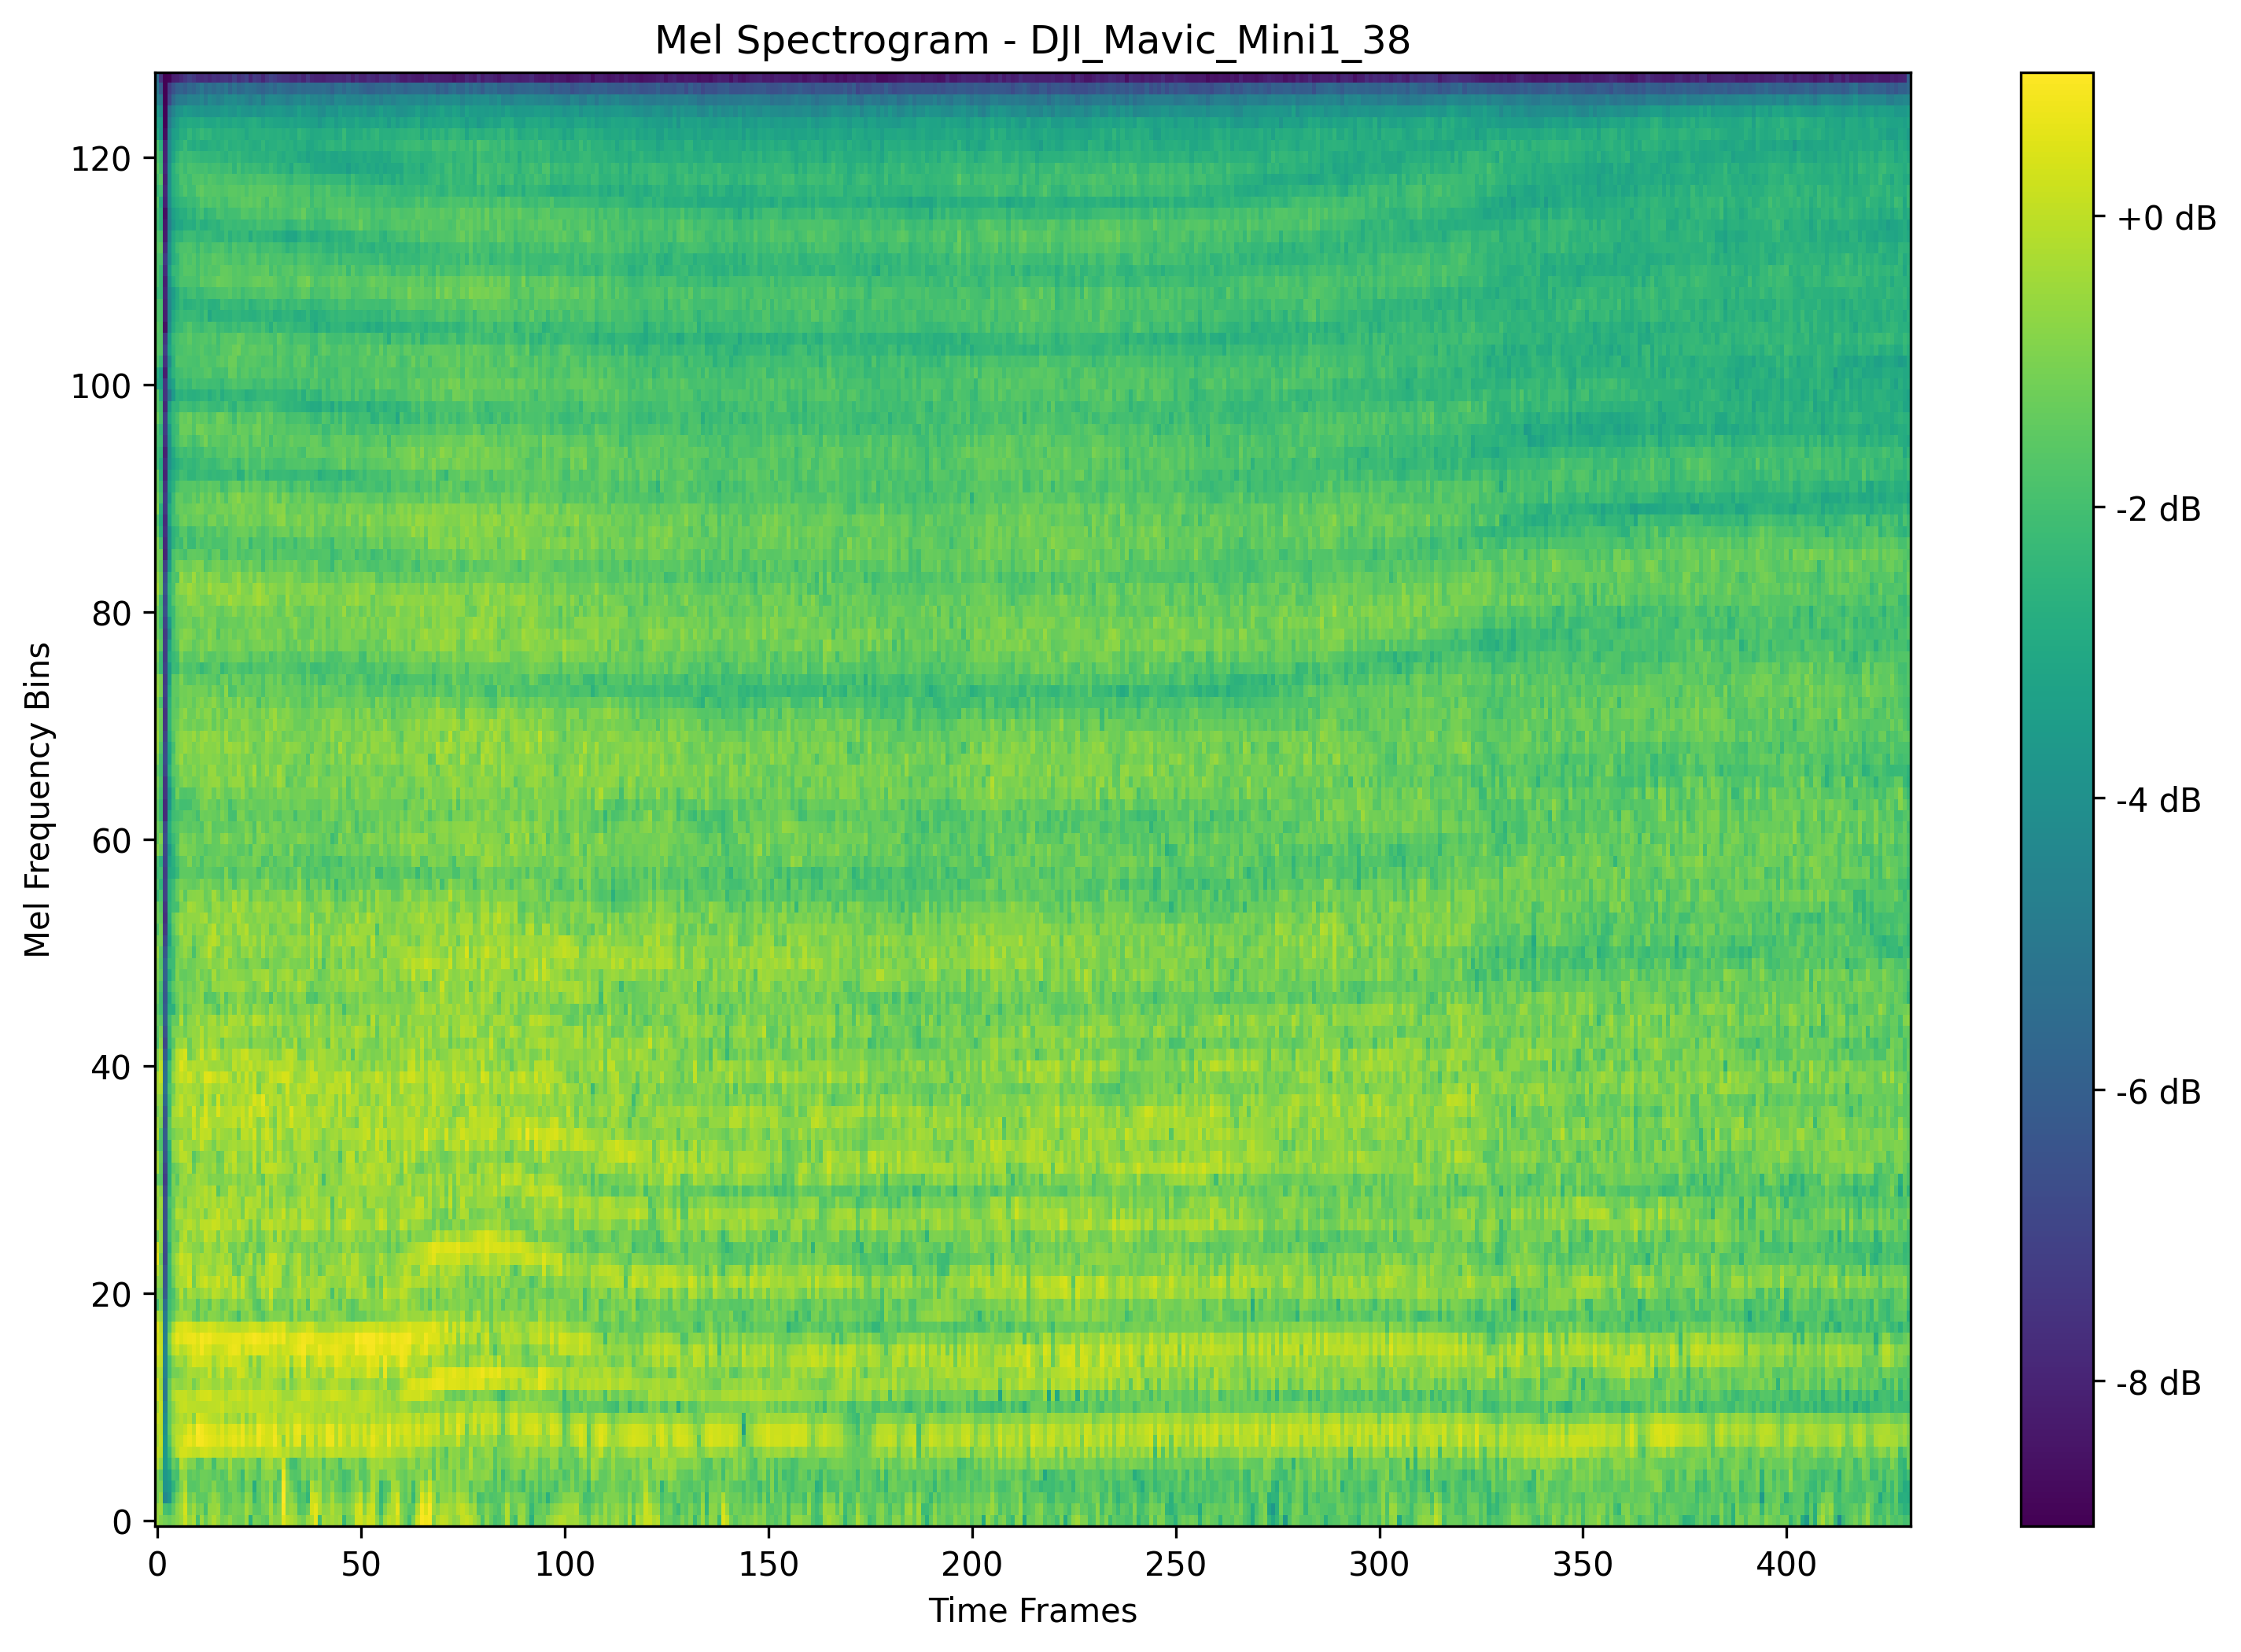 Mel Spectrogram - DJI_Mavic_Mini1_38
Mel Frequency Bins
120
100
80
60
40
20
0
0 50 100 150 200 250 300 350 400
Time Frames
+0 dB
-2 dB
-4 dB
-6 dB
-8 dB